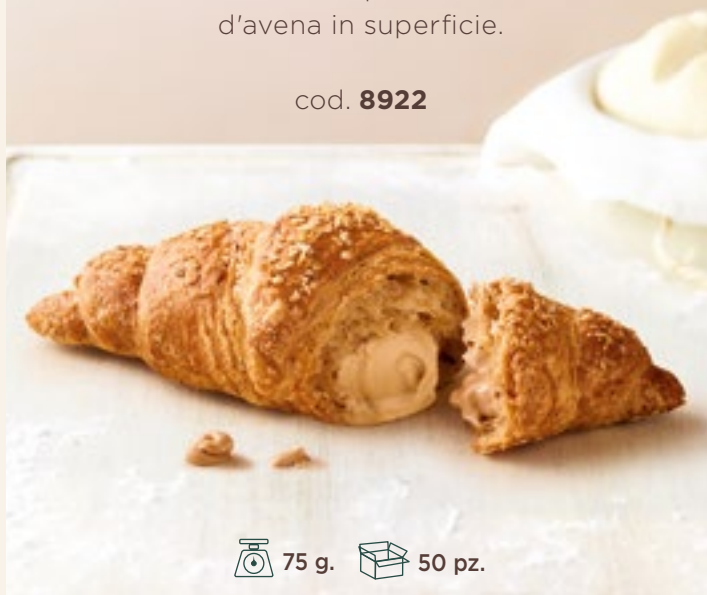 d'avena in superficie.
cod. 8922
75 g. 50 pz.